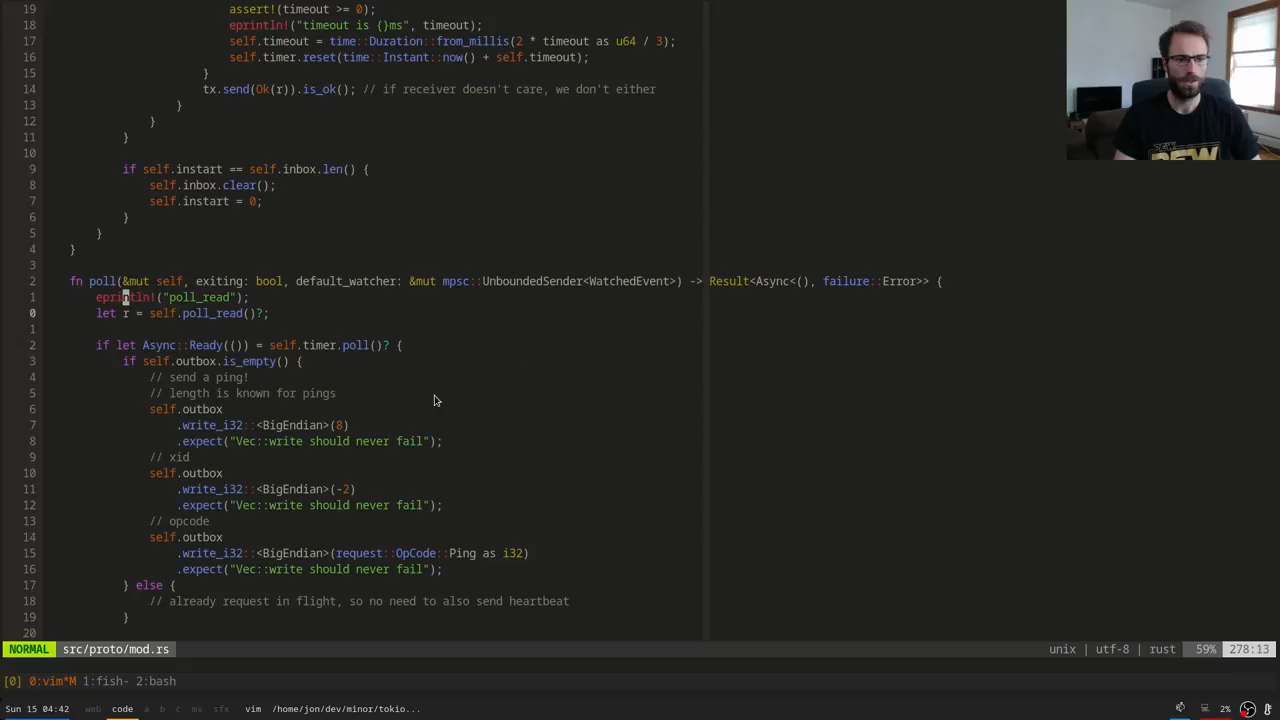 19 assert!(timeout >= 0);
18 eprintln!("timeout is {}ms", timeout);
17 self.timeout = time::Duration::from_millis(2 * timeout as u64 / 3);
16 self.timer.reset(time::Instant::now() + self.timeout);
15 }
14 tx.send(Ok(r)).is_ok(); // if receiver doesn't care, we don't either
13 }
12 }
11 }
10
9 if self.instart == self.inbox.len() {
8 self.inbox.clear();
7 self.instart = 0;
6 }
5 }
4 }
3
2 fn poll(&mut self, exiting: bool, default_watcher: &mut mpsc::UnboundedSender<WatchedEvent>) -> Result<Async<(), failure::Error>> {
1 eprintln!("poll_read");
0 let r = self.poll_read()?;
1
2 if let Async::Ready(()) = self.timer.poll()? {
3 if self.outbox.is_empty() {
4 // send a ping!
5 // length is known for pings
6 self.outbox
7 .write_i32::<BigEndian>(8)
8 .expect("Vec::write should never fail");
9 // xid
10 self.outbox
11 .write_i32::<BigEndian>(-2)
12 .expect("Vec::write should never fail");
13 // opcode
14 self.outbox
15 .write_i32::<BigEndian>(request::OpCode::Ping as i32)
16 .expect("Vec::write should never fail");
17 } else {
18 // already request in flight, so no need to also send heartbeat
19 }
20
NORMAL src/proto/mod.rs unix | utf-8 | rust 59% 278:13
[0] 0:vim*M 1:fish- 2:bash
Sun 15 04:42 web code a b c mx sfx vim /home/jon/dev/minor/tokio... 2%